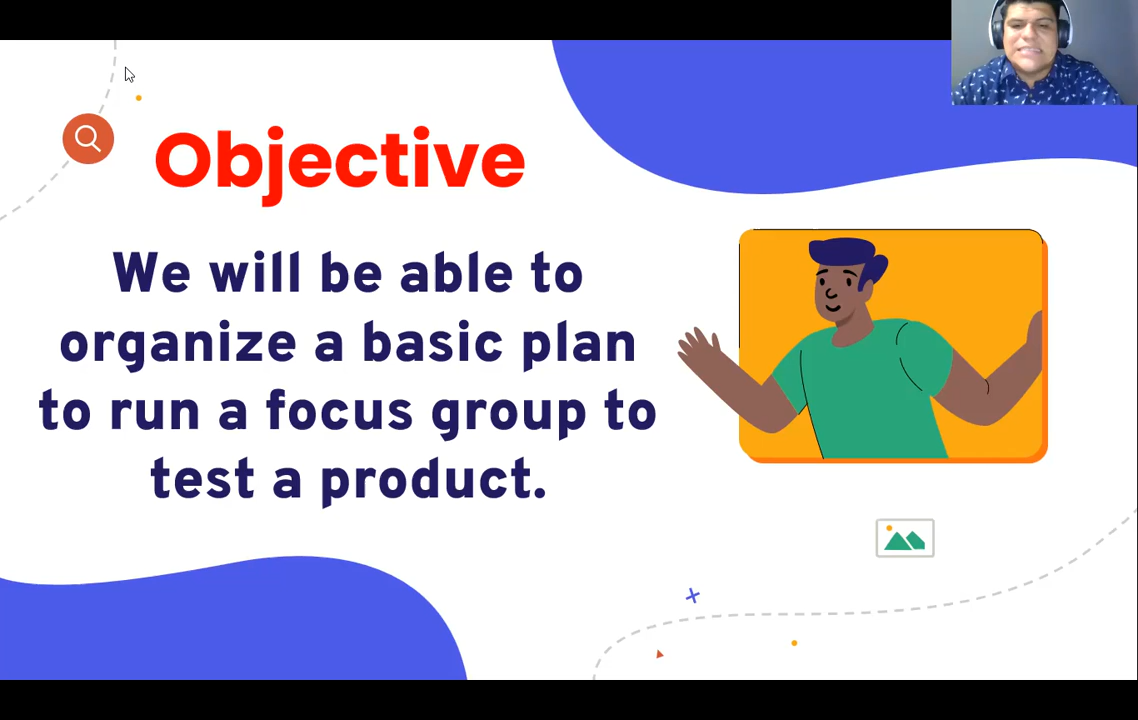 Objective
We will be able to
organize a basic plan
to run a focus group to
test a product.